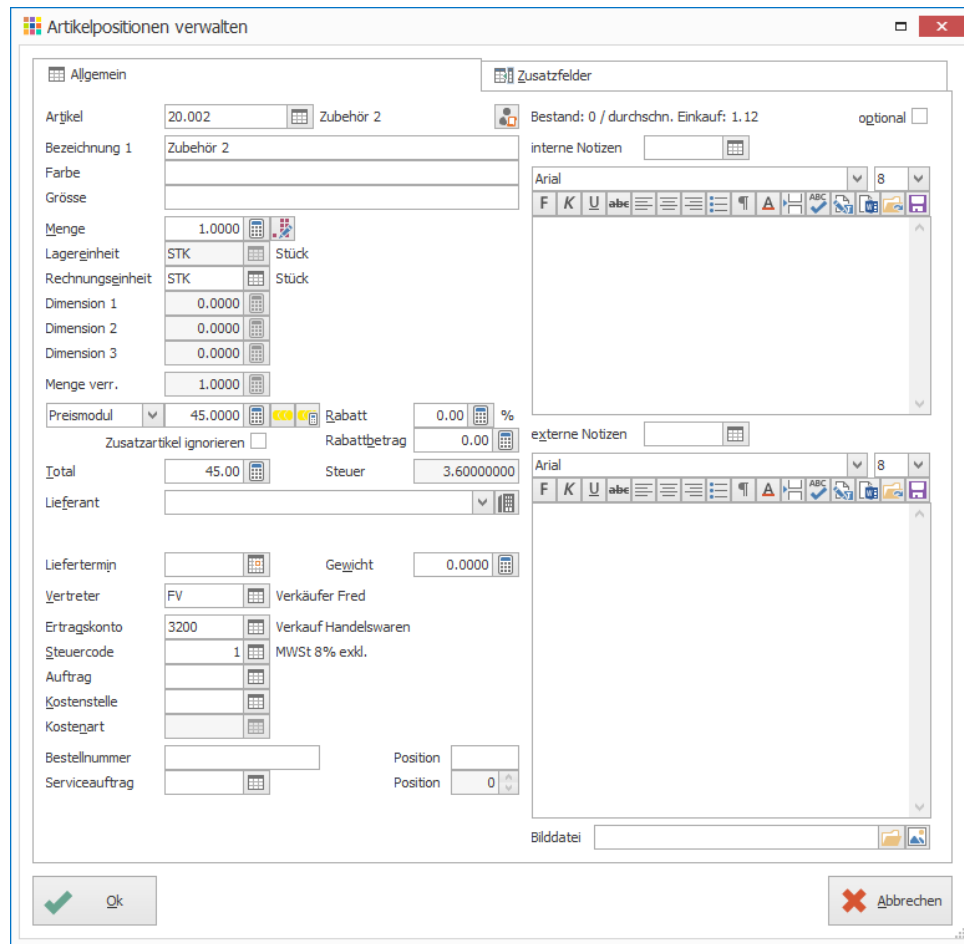 Artikelpositionen verwalten
Allgemein
Zusatzfelder
Artikel 20.002 Zubehör 2
Bestand: 0 / durchschn. Einkauf: 1.12 optional
Bezeichnung 1 Zubehör 2
interne Notizen
Farbe
Arial 8
Grösse
F K U abc ¶ A ABC W
Menge 1.0000
Lagereinheit STK Stück
Rechnungseinheit STK Stück
Dimension 1 0.0000
Dimension 2 0.0000
Dimension 3 0.0000
Menge verr. 1.0000
Preismodul 45.0000 Rabatt 0.00 %
Zusatzartikel ignorieren Rabattbetrag 0.00
externe Notizen
Total 45.00 Steuer 3.60000000
Arial 8
Lieferant
F K U abc ¶ A ABC W
Liefertermin Gewicht 0.0000
Vertreter FV Verkäufer Fred
Ertragskonto 3200 Verkauf Handelswaren
Steuercode 1 MWSt 8% exkl.
Auftrag
Kostenstelle
Kostenart
Bestellnummer Position
Serviceauftrag Position 0
Bilddatei
Ok
Abbrechen